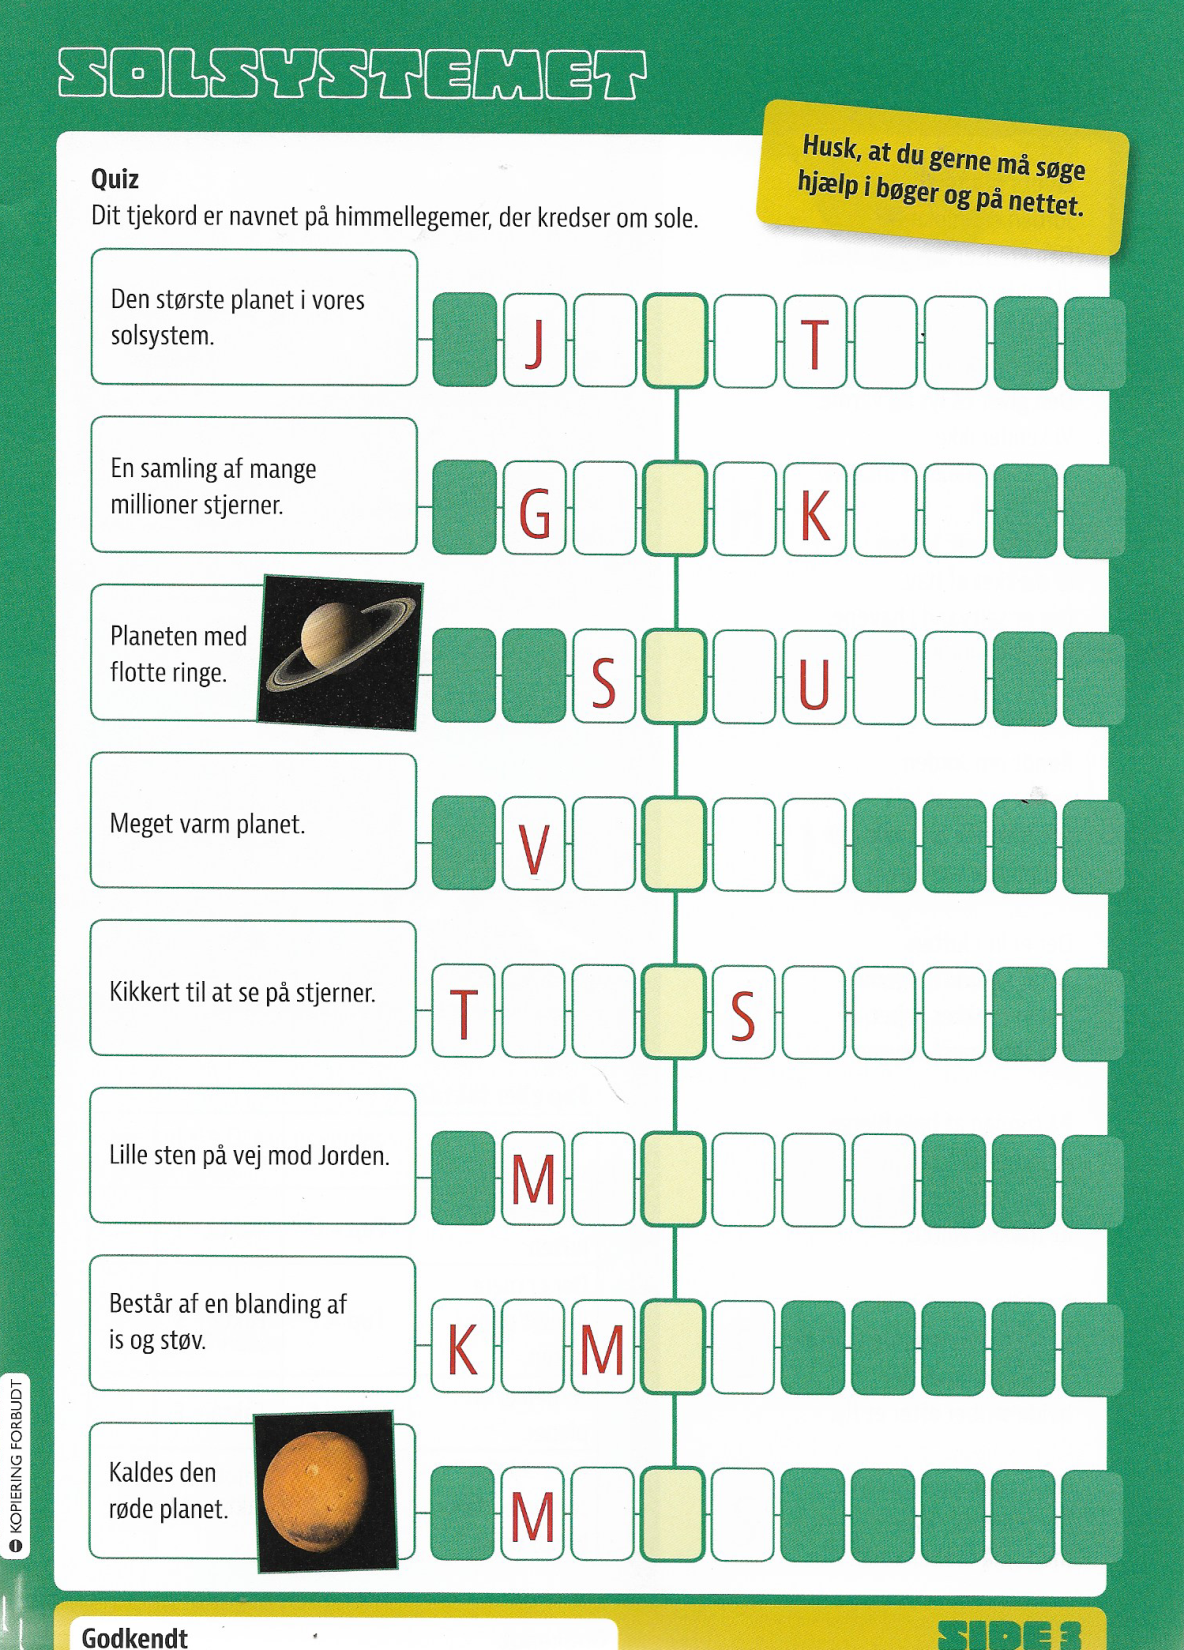 SOLSYSTEMET
Husk, at du gerne må søge
hjælp i bøger og på nettet.
Quiz
Dit tjekord er navnet på himmellegemer, der kredser om sole.
Den største planet i vores
solsystem.
J T
En samling af mange
millioner stjerner.
G K
Planeten med
flotte ringe.
S U
Meget varm planet.
V
Kikkert til at se på stjerner.
T S
Lille sten på vej mod Jorden.
M
Består af en blanding af
is og støv.
K M
Kaldes den
røde planet.
M
KOPIERING FORBUDT
Godkendt
SIDE 3